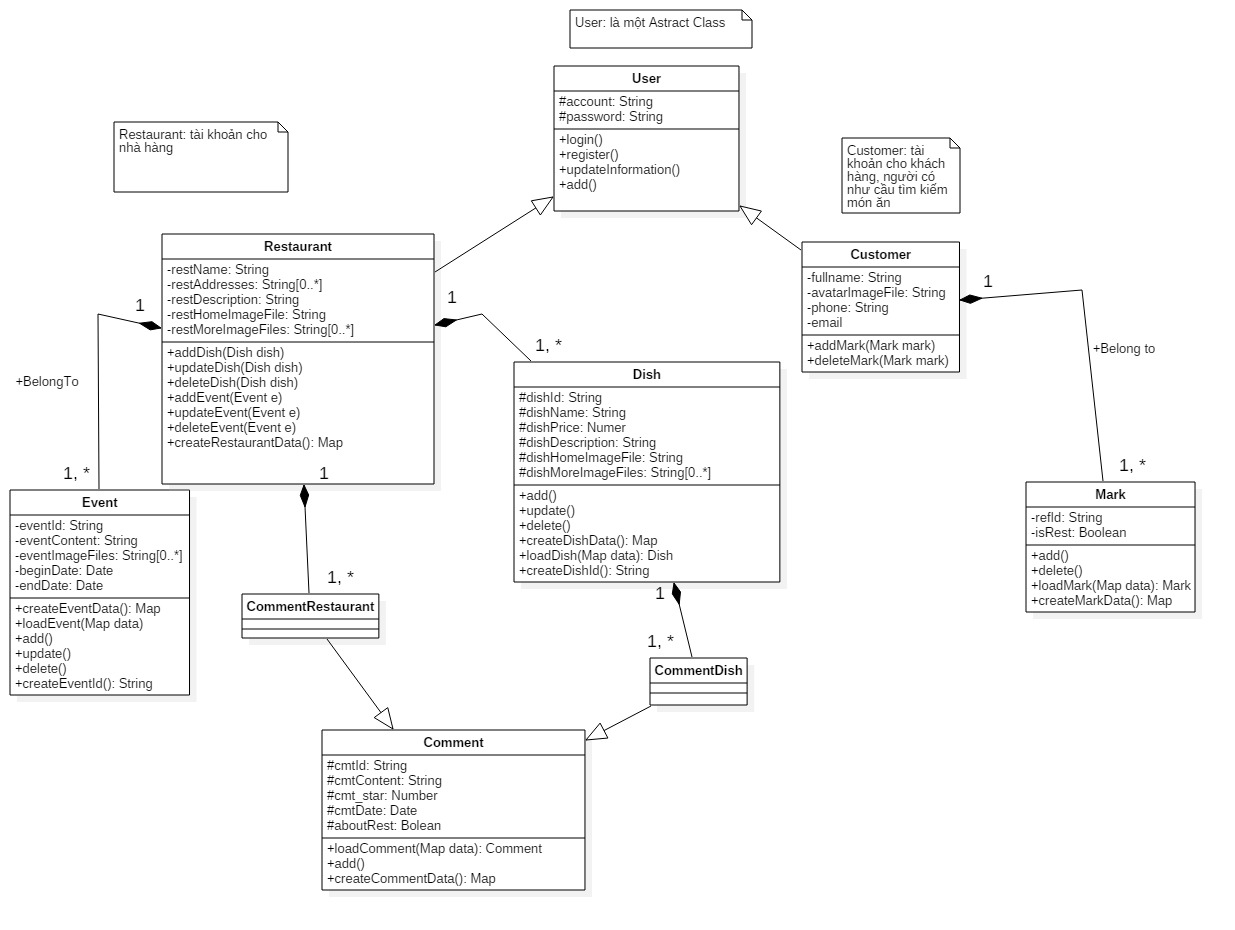 User: là một Astract Class
User
#account: String
#password: String
+login()
+register()
+updateInformation()
+add()
Restaurant: tài khoản cho
nhà hàng
Customer: tài
khoản cho khách
hàng, người có
như cầu tìm kiếm
món ăn
Restaurant
-restName: String
-restAddresses: String[0..*]
-restDescription: String
-restHomeImageFile: String
-restMoreImageFiles: String[0..*]
+addDish(Dish dish)
+updateDish(Dish dish)
+deleteDish(Dish dish)
+addEvent(Event e)
+updateEvent(Event e)
+deleteEvent(Event e)
+createRestaurantData(): Map
Customer
-fullname: String
-avatarImageFile: String
-phone: String
-email
+addMark(Mark mark)
+deleteMark(Mark mark)
1
+BelongTo
1, *
1
1, *
1
+Belong to
1, *
Dish
#dishId: String
#dishName: String
#dishPrice: Numer
#dishDescription: String
#dishHomeImageFile: String
#dishMoreImageFiles: String[0..*]
+add()
+update()
+delete()
+createDishData(): Map
+loadDish(Map data): Dish
+createDishId(): String
Event
-eventId: String
-eventContent: String
-eventImageFiles: String[0..*]
-beginDate: Date
-endDate: Date
+createEventData(): Map
+loadEvent(Map data)
+add()
+update()
+delete()
+createEventId(): String
Mark
-refId: String
-isRest: Boolean
+add()
+delete()
+loadMark(Map data): Mark
+createMarkData(): Map
1
1, *
CommentRestaurant
1
1, *
CommentDish
Comment
#cmtId: String
#cmtContent: String
#cmt_star: Number
#cmtDate: Date
#aboutRest: Bolean
+loadComment(Map data): Comment
+add()
+createCommentData(): Map